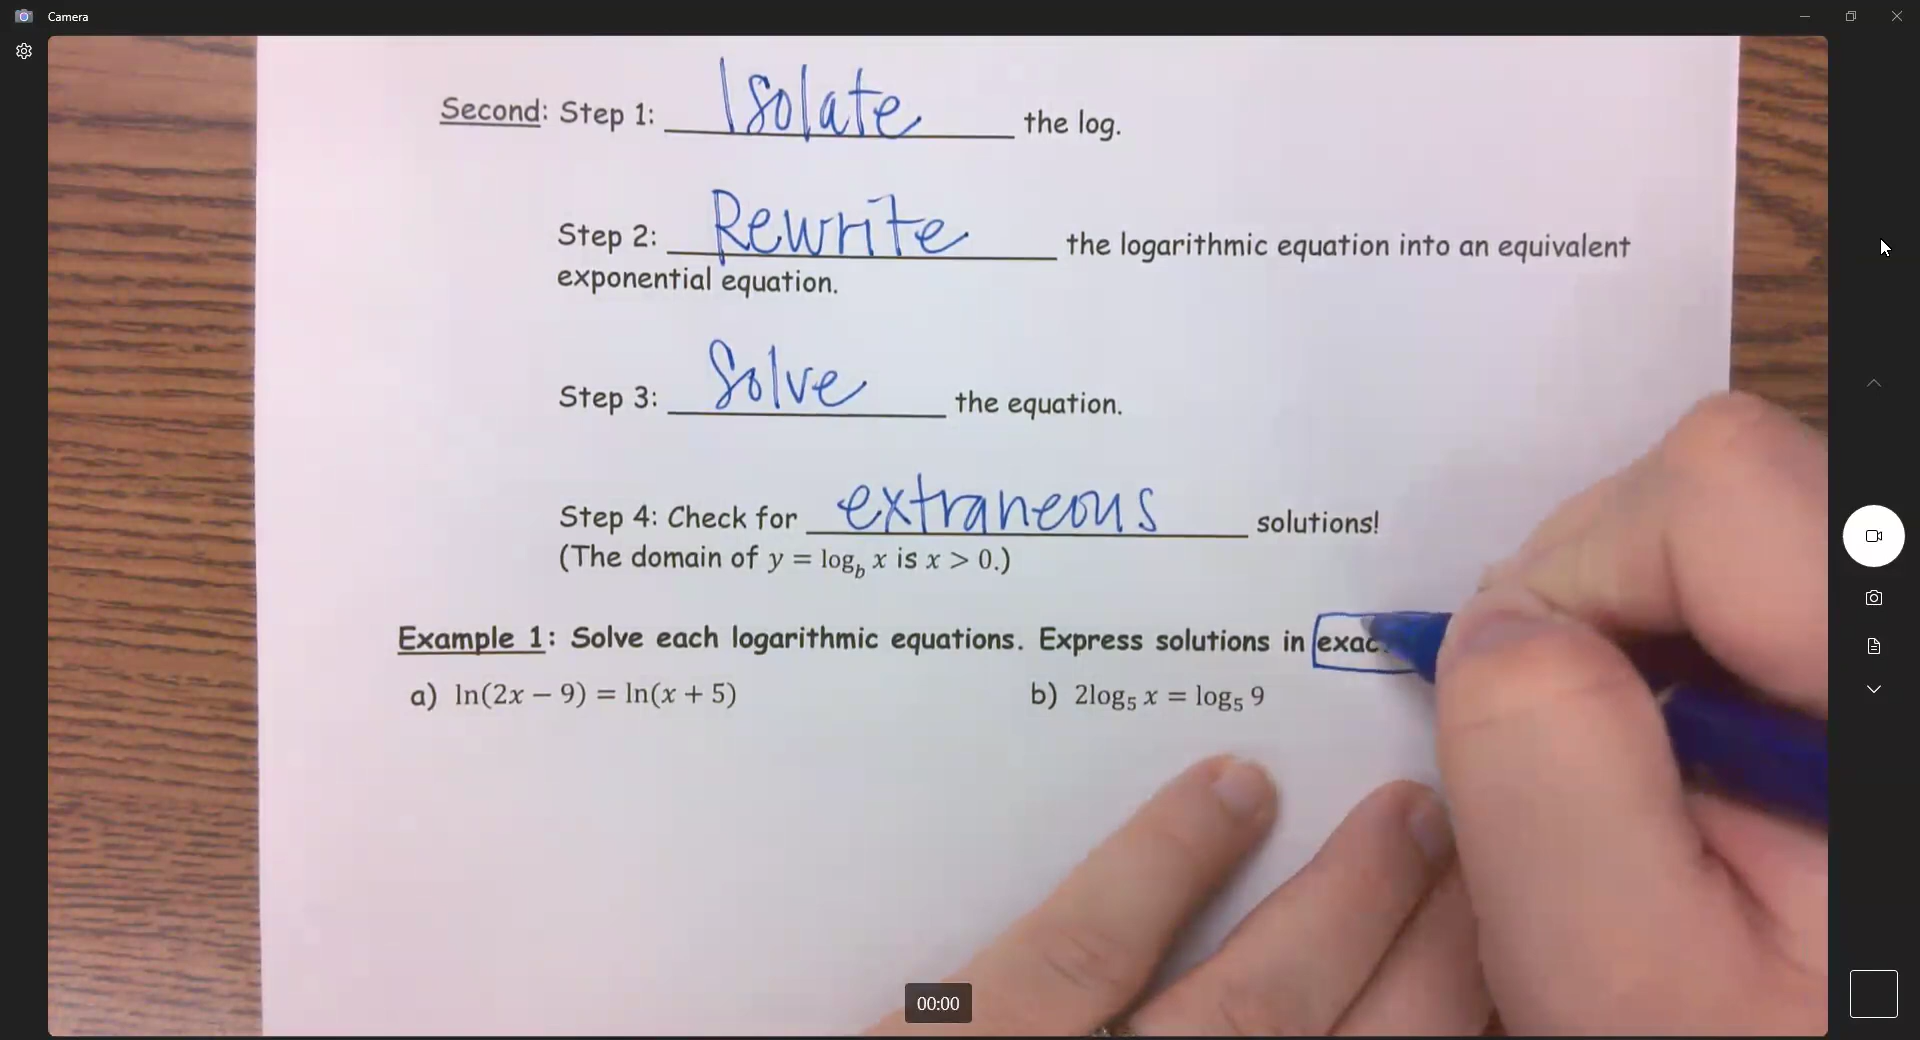 Camera
Second: Step 1: Isolate the log.
Step 2: Rewrite the logarithmic equation into an equivalent
exponential equation.
Step 3: Solve the equation.
Step 4: Check for extraneous solutions!
(The domain of y = log_b x is x > 0.)
Example 1: Solve each logarithmic equations. Express solutions in
a) ln(2x − 9) = ln(x + 5) b) 2log₅ x = log₅ 9
00:00